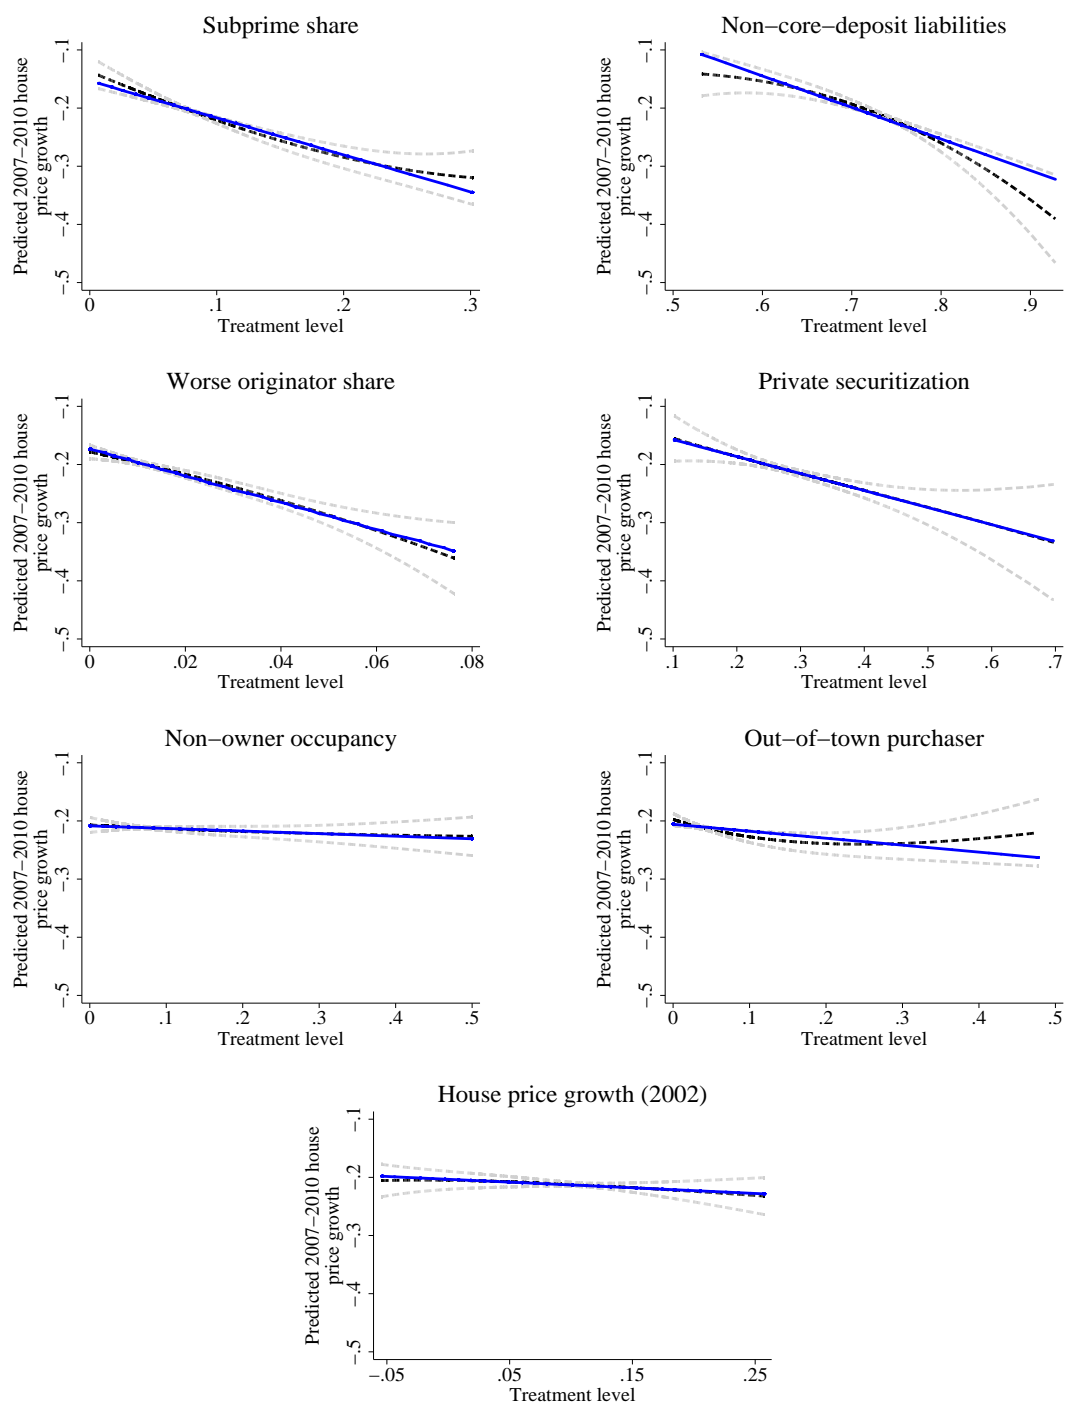 Subprime share
Predicted 2007−2010 house
price growth
−.1
−.2
−.3
−.4
−.5
0 .1 .2 .3
Treatment level
Non−core−deposit liabilities
Predicted 2007−2010 house
price growth
−.1
−.2
−.3
−.4
−.5
.5 .6 .7 .8 .9
Treatment level
Worse originator share
Predicted 2007−2010 house
price growth
−.1
−.2
−.3
−.4
−.5
0 .02 .04 .06 .08
Treatment level
Private securitization
Predicted 2007−2010 house
price growth
−.1
−.2
−.3
−.4
−.5
.1 .2 .3 .4 .5 .6 .7
Treatment level
Non−owner occupancy
Predicted 2007−2010 house
price growth
−.1
−.2
−.3
−.4
−.5
0 .1 .2 .3 .4 .5
Treatment level
Out−of−town purchaser
Predicted 2007−2010 house
price growth
−.1
−.2
−.3
−.4
−.5
0 .1 .2 .3 .4 .5
Treatment level
House price growth (2002)
Predicted 2007−2010 house
price growth
−.1
−.2
−.3
−.4
−.5
−.05 .05 .15 .25
Treatment level